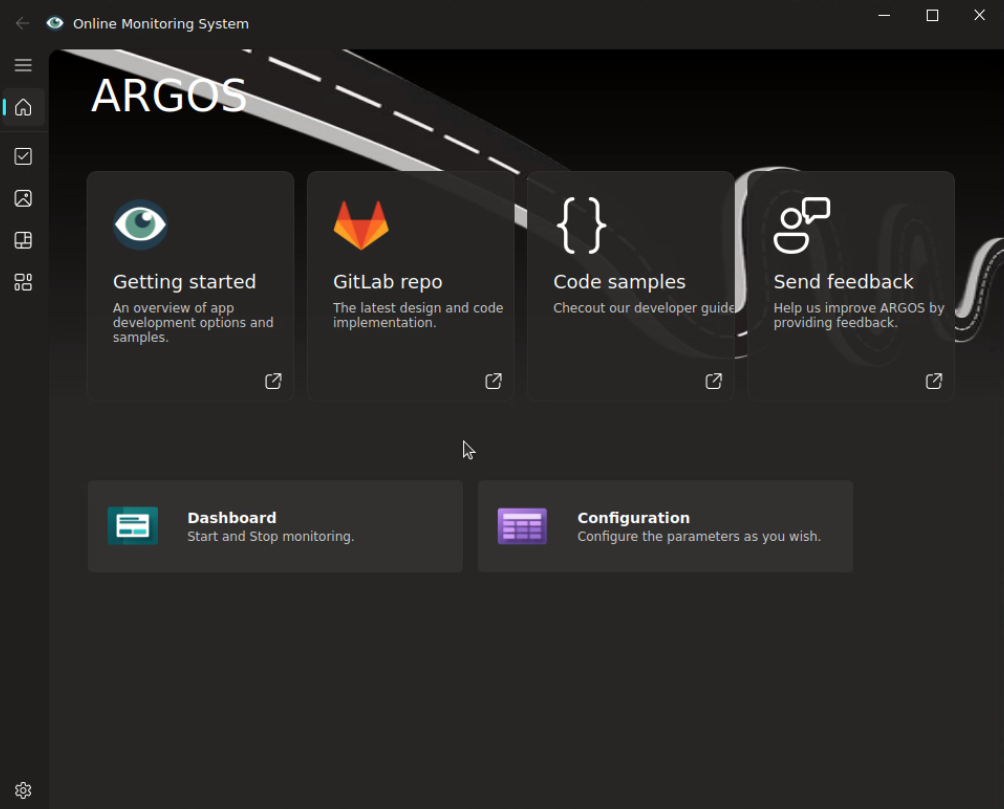 Online Monitoring System
ARGOS
Getting started
An overview of app
development options and
samples.
GitLab repo
The latest design and code
implementation.
Code samples
Checout our developer guide
Send feedback
Help us improve ARGOS by
providing feedback.
Dashboard
Start and Stop monitoring.
Configuration
Configure the parameters as you wish.